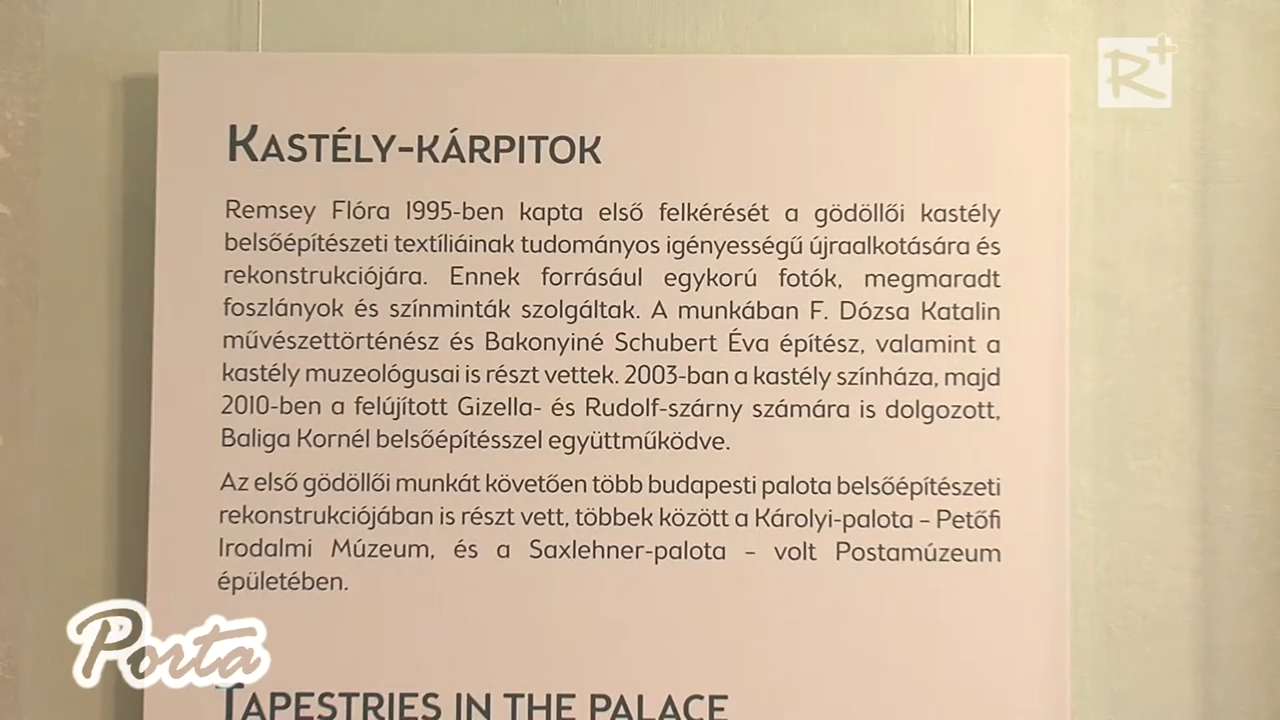 R+
KASTÉLY-KÁRPITOK
Remsey Flóra 1995-ben kapta első felkérését a gödöllői kastély
belsőépítészeti textíliáinak tudományos igényességű újraalkotására és
rekonstrukciójára. Ennek forrásául egykorú fotók, megmaradt
foszlányok és színminták szolgáltak. A munkában F. Dózsa Katalin
művészettörténész és Bakonyiné Schubert Éva építész, valamint a
kastély muzeológusai is részt vettek. 2003-ban a kastély színháza, majd
2010-ben a felújított Gizella- és Rudolf-szárny számára is dolgozott,
Baliga Kornél belsőépítésszel együttműködve.
Az első gödöllői munkát követően több budapesti palota belsőépítészeti
rekonstrukciójában is részt vett, többek között a Károlyi-palota – Petőfi
Irodalmi Múzeum, és a Saxlehner-palota – volt Postamúzeum
épületében.
Porta
TAPESTRIES IN THE PALACE